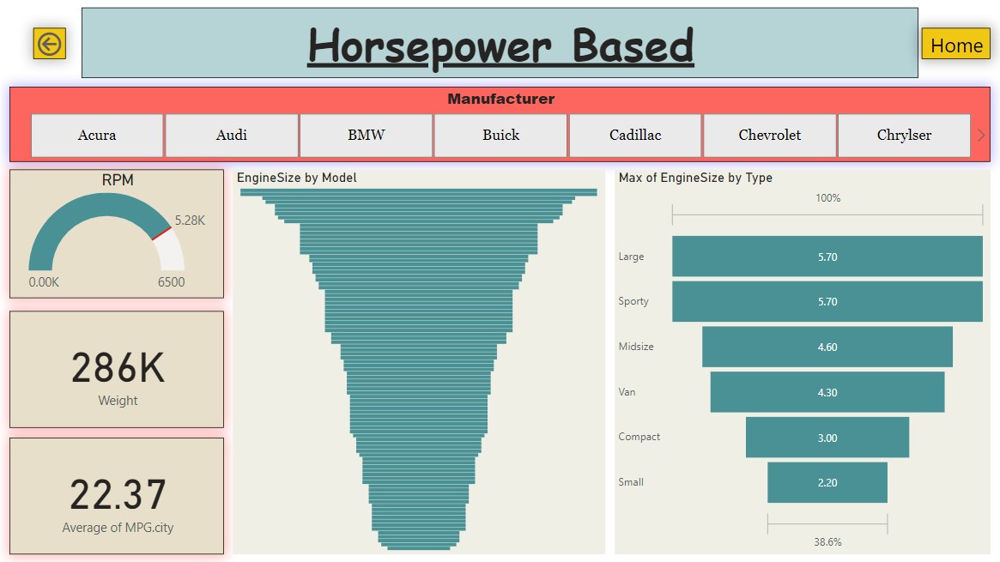 Horsepower Based
Home
Manufacturer
Acura
Audi
BMW
Buick
Cadillac
Chevrolet
Chrylser
RPM
5.28K
0.00K
6500
286K
Weight
22.37
Average of MPG.city
EngineSize by Model
Max of EngineSize by Type
100%
Large 5.70
Sporty 5.70
Midsize 4.60
Van 4.30
Compact 3.00
Small 2.20
38.6%